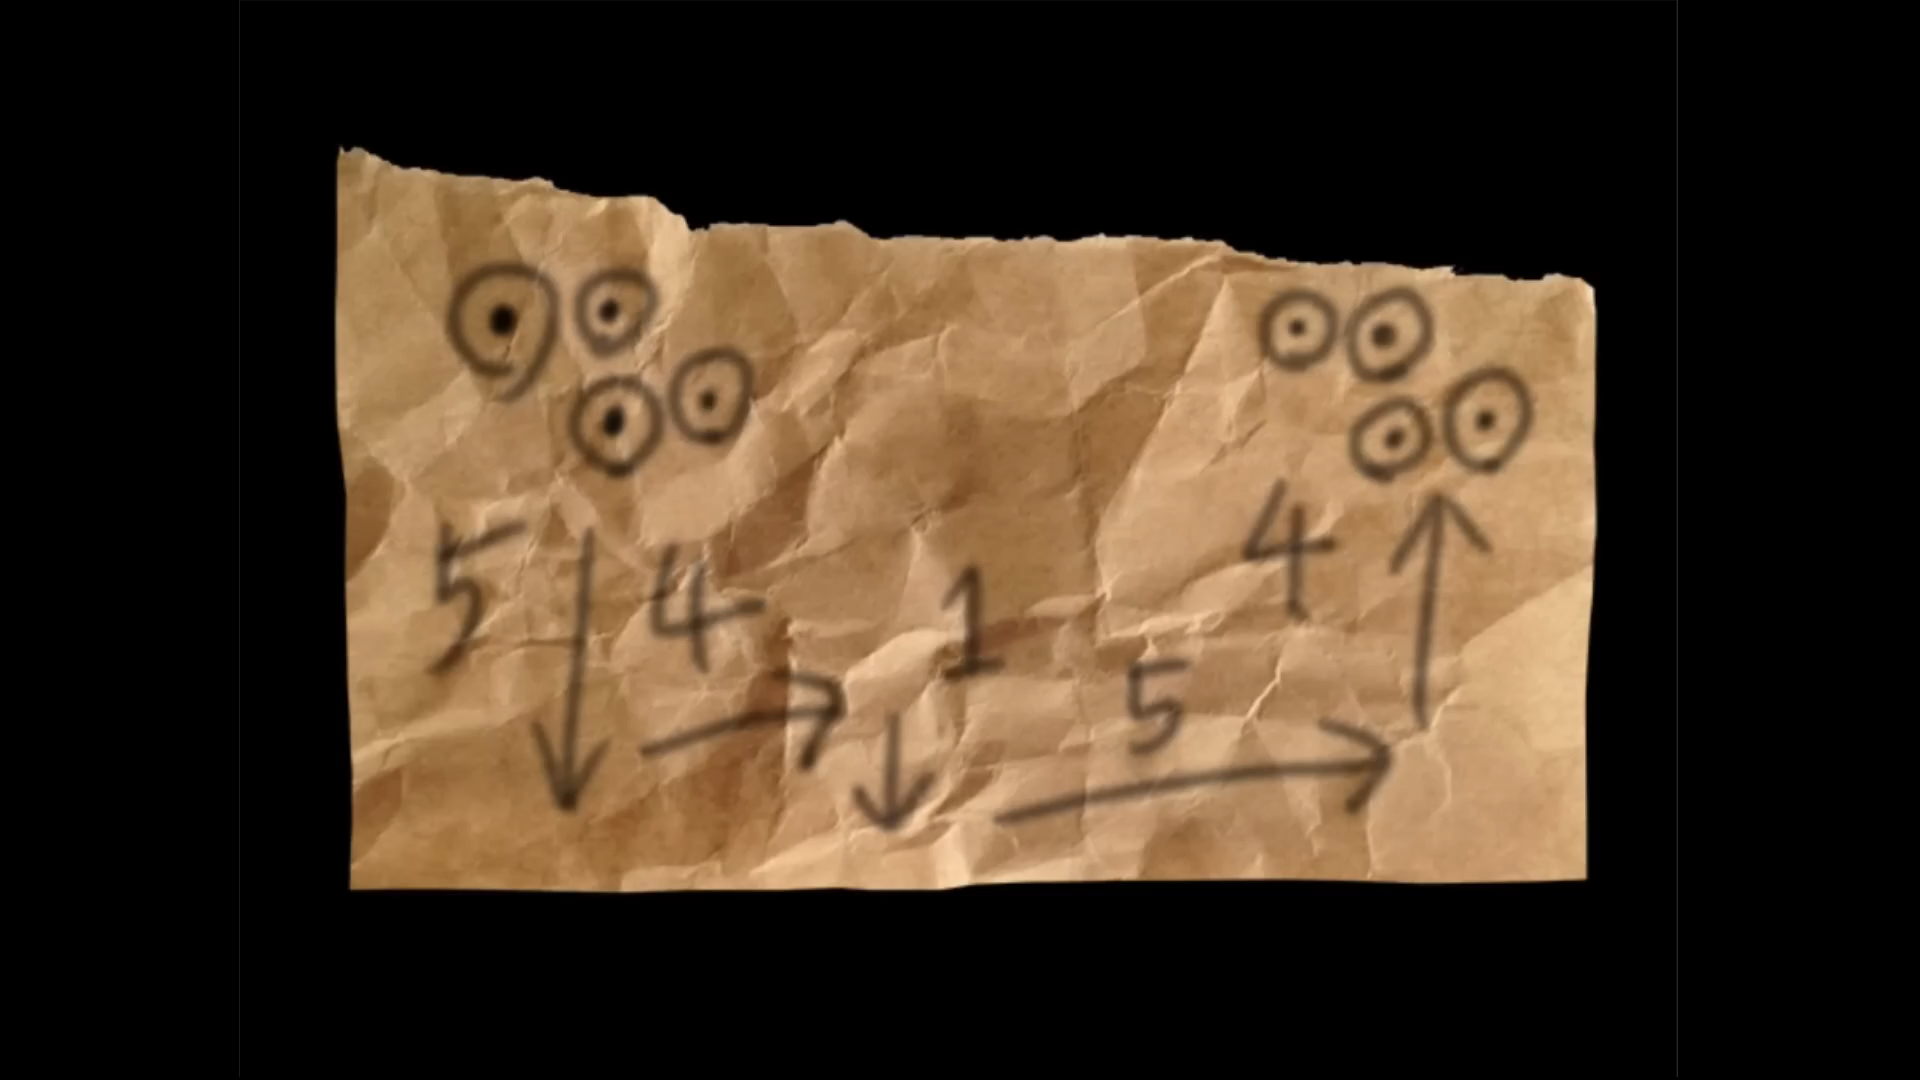 5 ↓ 4 → 1 ↓ 5 → 4 ↑